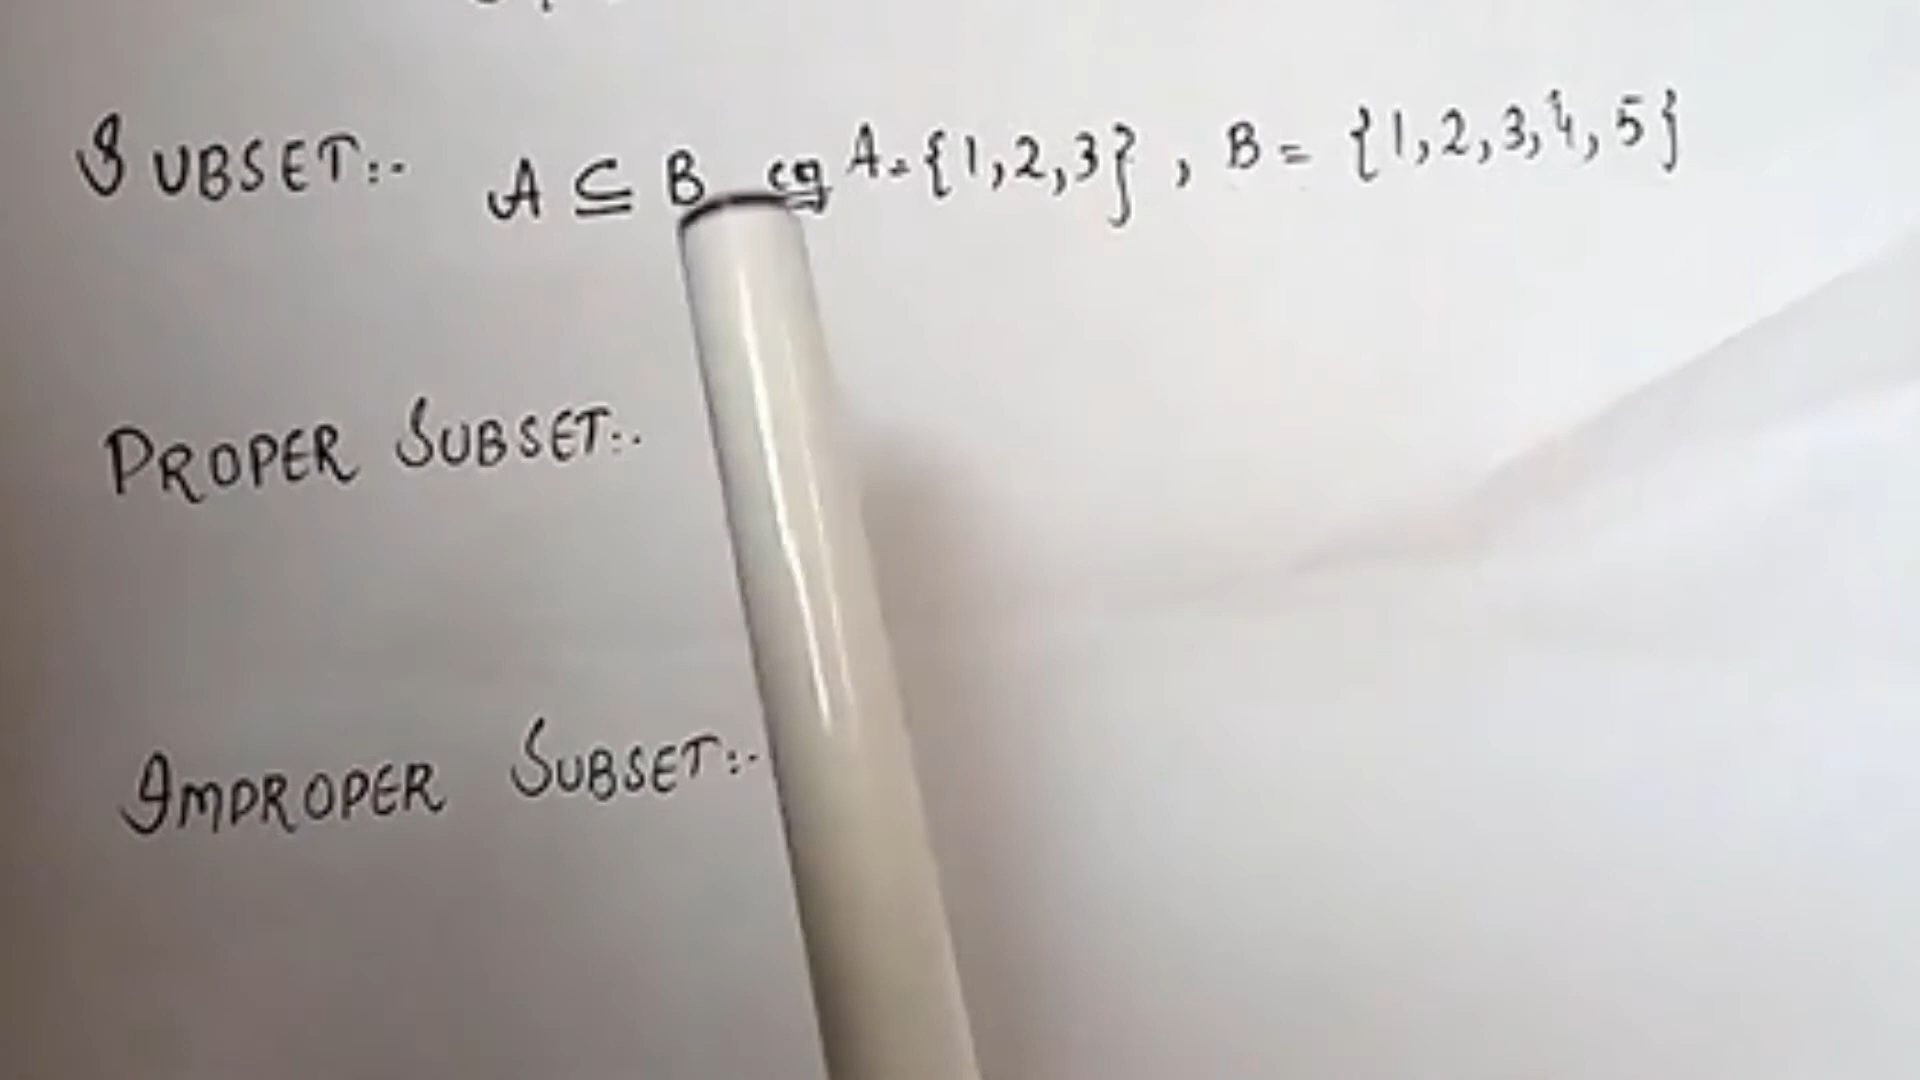 SUBSET:- A ⊆ B eg A = {1,2,3}, B = {1,2,3,4,5}
PROPER SUBSET:-
IMPROPER SUBSET:-